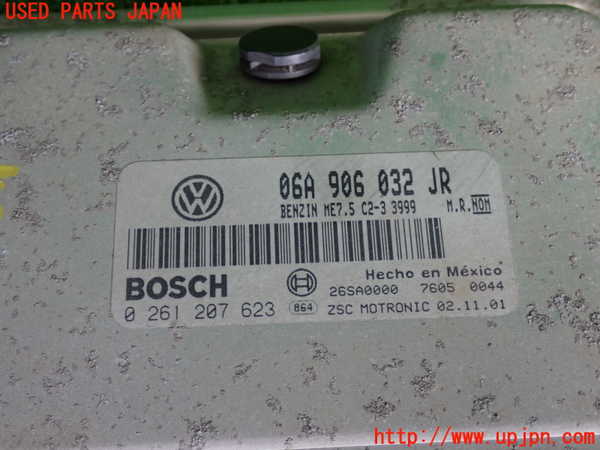 USED PARTS JAPAN
06A 906 032 JR
BENZIN ME7.5 C2-3 3999 M.R.NOM
BOSCH Hecho en México
26SA0000 7605 0044
0 261 207 623 864 ZSC MOTRONIC 02.11.01
http://www.upjpn.com